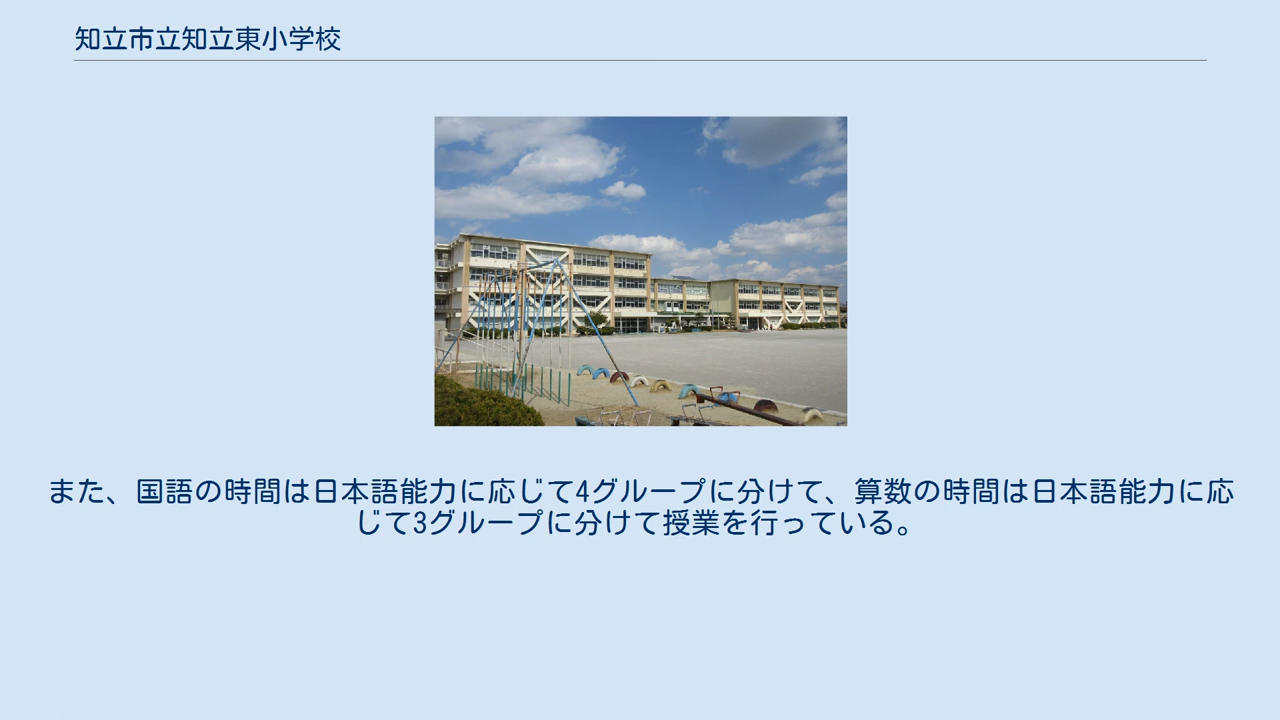 知立市立知立東小学校
また、国語の時間は日本語能力に応じて4グループに分けて、算数の時間は日本語能力に応
じて3グループに分けて授業を行っている。